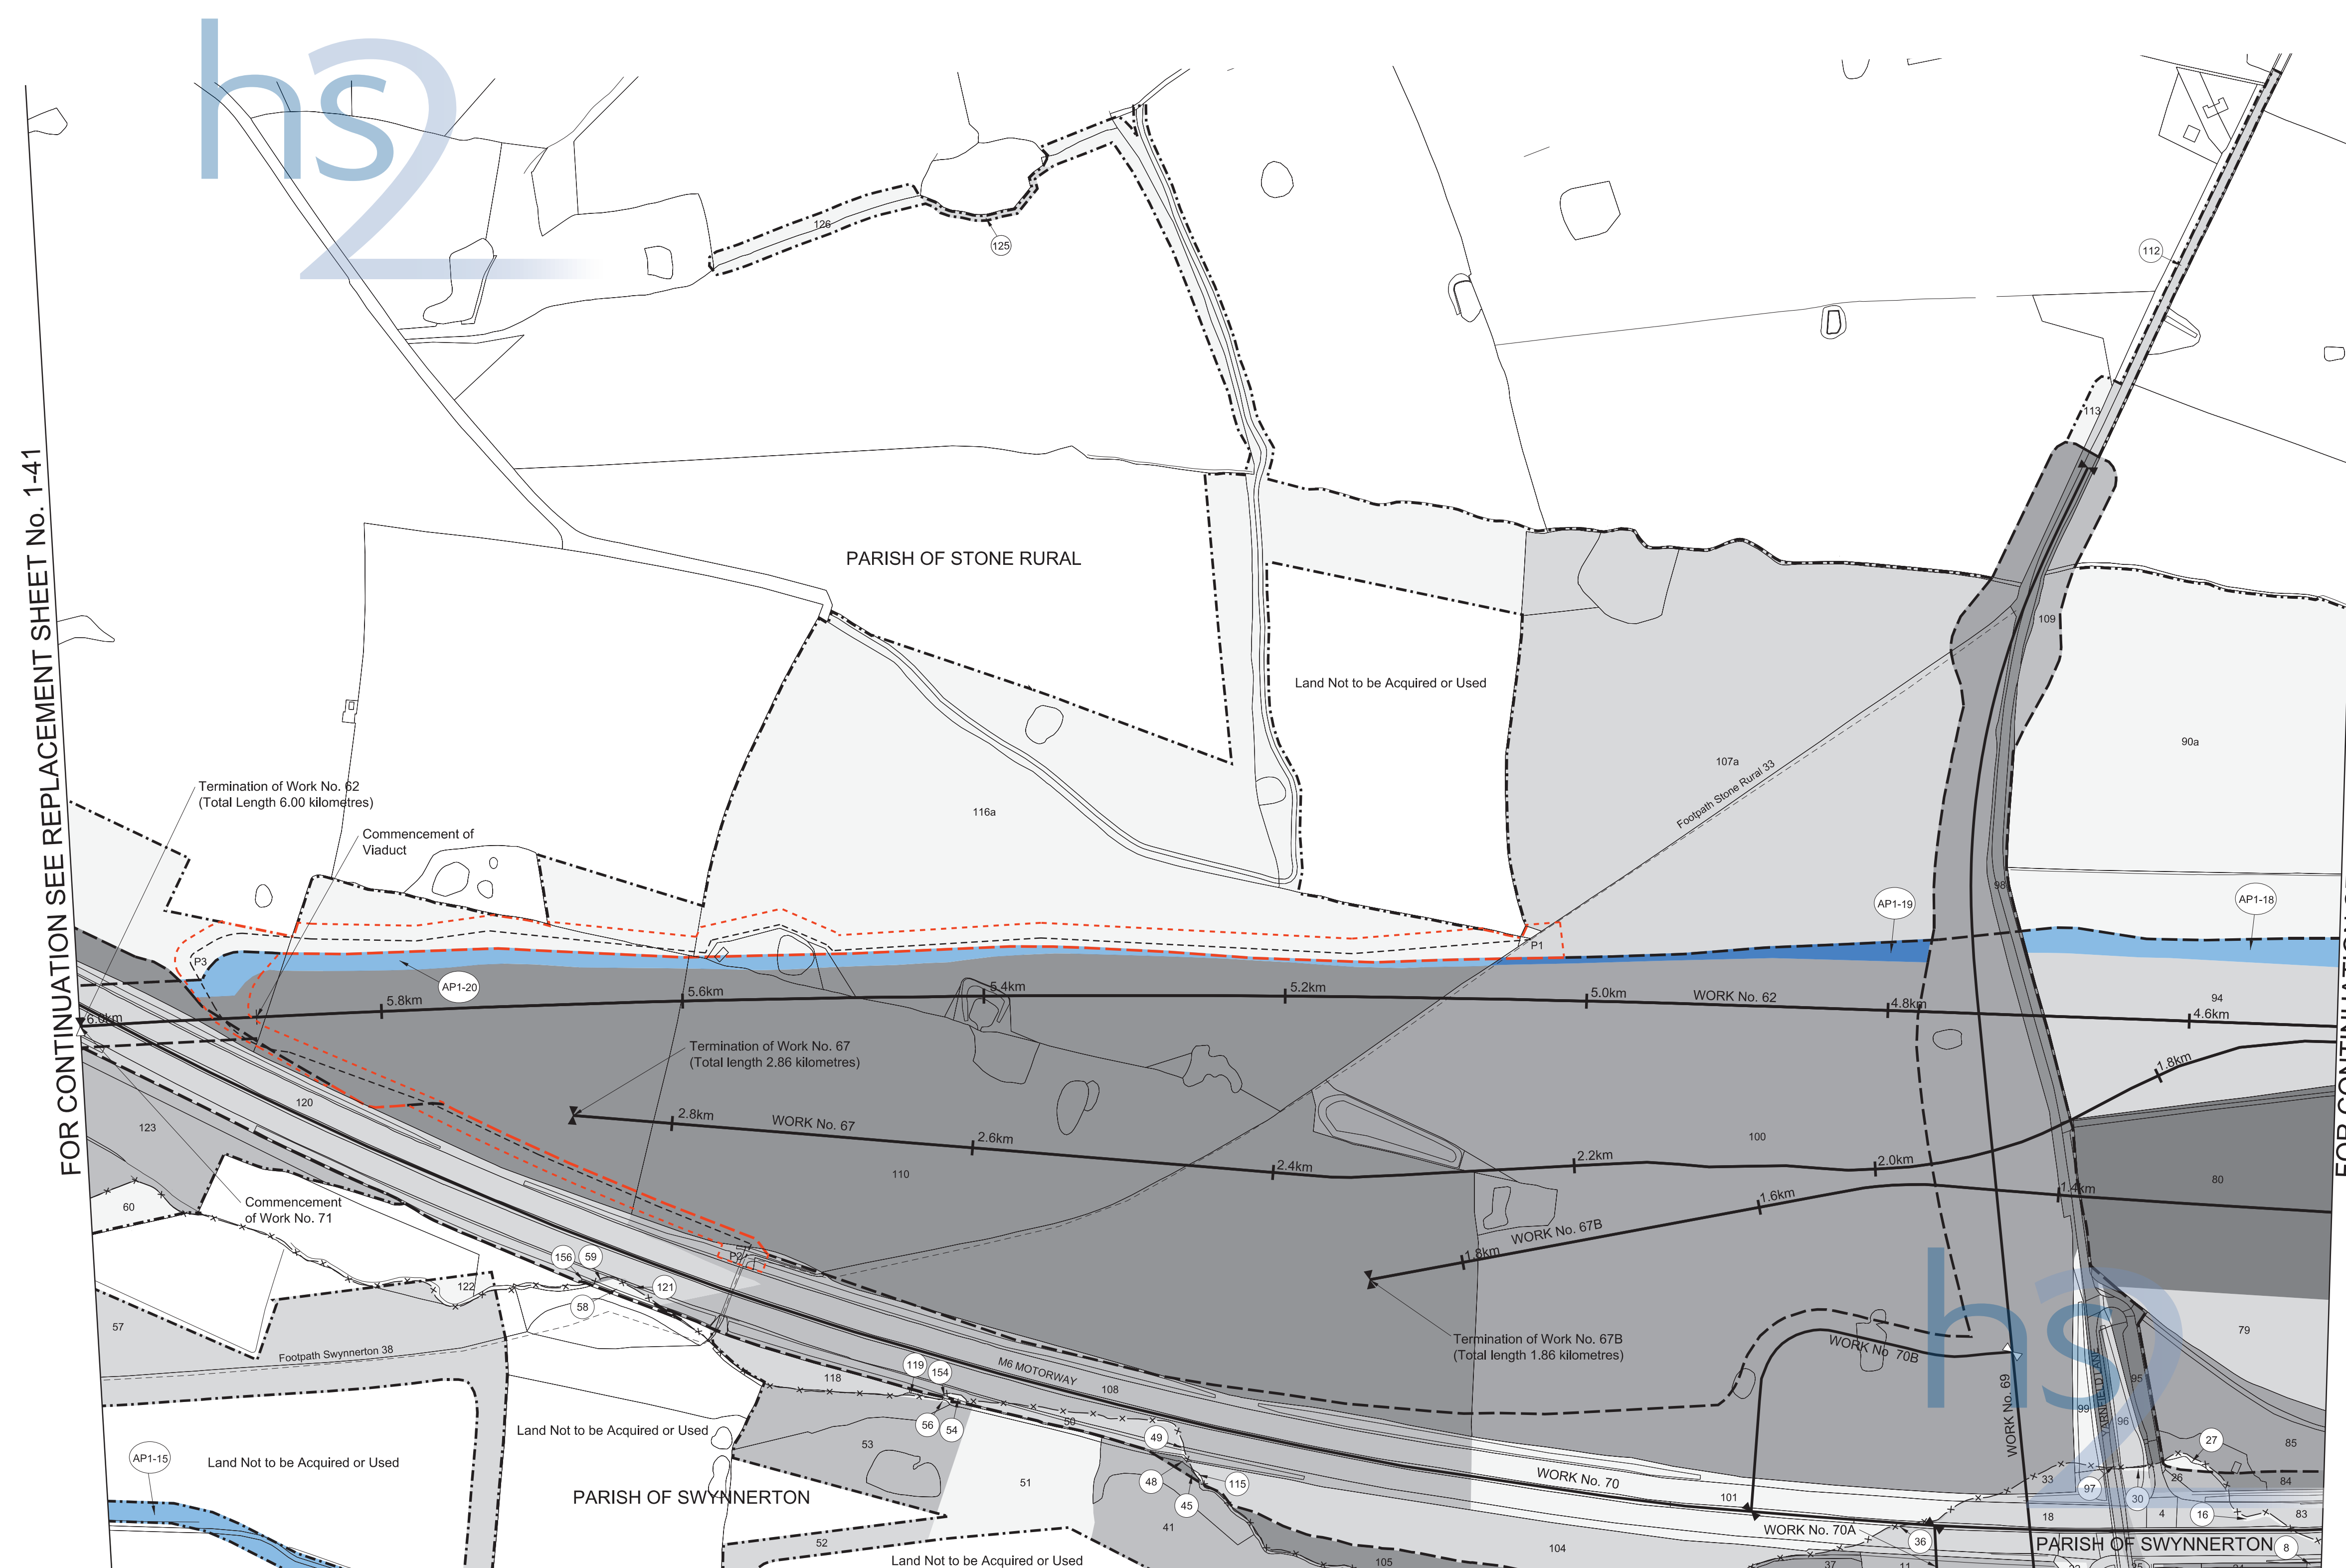 hs2
126
125
112
113
FOR CONTINUATION SEE REPLACEMENT SHEET No. 1-41
PARISH OF STONE RURAL
109
Land Not to be Acquired or Used
90a
107a
Footpath Stone Rural 33
Termination of Work No. 62
(Total Length 6.00 kilometres)
116a
Commencement of
Viaduct
98
AP1-19
AP1-18
P1
P3
AP1-20
5.8km
5.6km
5.4km
5.2km
5.0km
WORK No. 62
4.8km
94
4.6km
6.0km
Termination of Work No. 67
(Total length 2.86 kilometres)
1.8km
120
123
2.8km
WORK No. 67
2.6km
2.4km
2.2km
2.0km
100
110
80
1.6km
1.4km
60
Commencement
of Work No. 71
WORK No. 67B
1.8km
P2
156
59
121
122
58
57
Footpath Swynnerton 38
Termination of Work No. 67B
(Total length 1.86 kilometres)
WORK No 70B
hs2
79
M6 MOTORWAY
108
119
154
118
56
54
50
WORK No. 69
YARNFIELD LANE
95
99
96
Land Not to be Acquired or Used
53
49
27
85
AP1-15
Land Not to be Acquired or Used
PARISH OF SWYNNERTON
51
48
115
45
WORK No. 70
101
33
97
30
26
84
16
4
83
18
41
52
Land Not to be Acquired or Used
105
104
WORK No. 70A
36
37
11
PARISH OF SWYNNERTON
8
FOR CONTINUATION